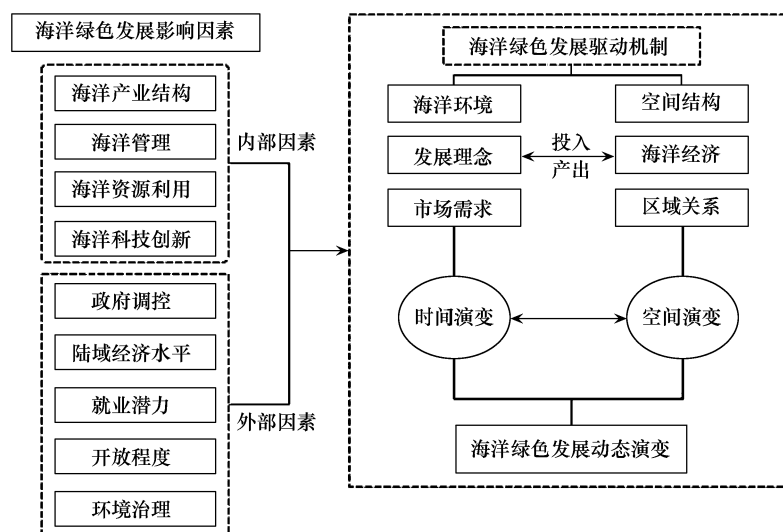 海洋绿色发展影响因素
海洋产业结构
海洋管理
海洋资源利用
海洋科技创新
内部因素
政府调控
陆域经济水平
就业潜力
开放程度
环境治理
外部因素
海洋绿色发展驱动机制
海洋环境
空间结构
发展理念
投入
产出
海洋经济
市场需求
区域关系
时间演变
空间演变
海洋绿色发展动态演变